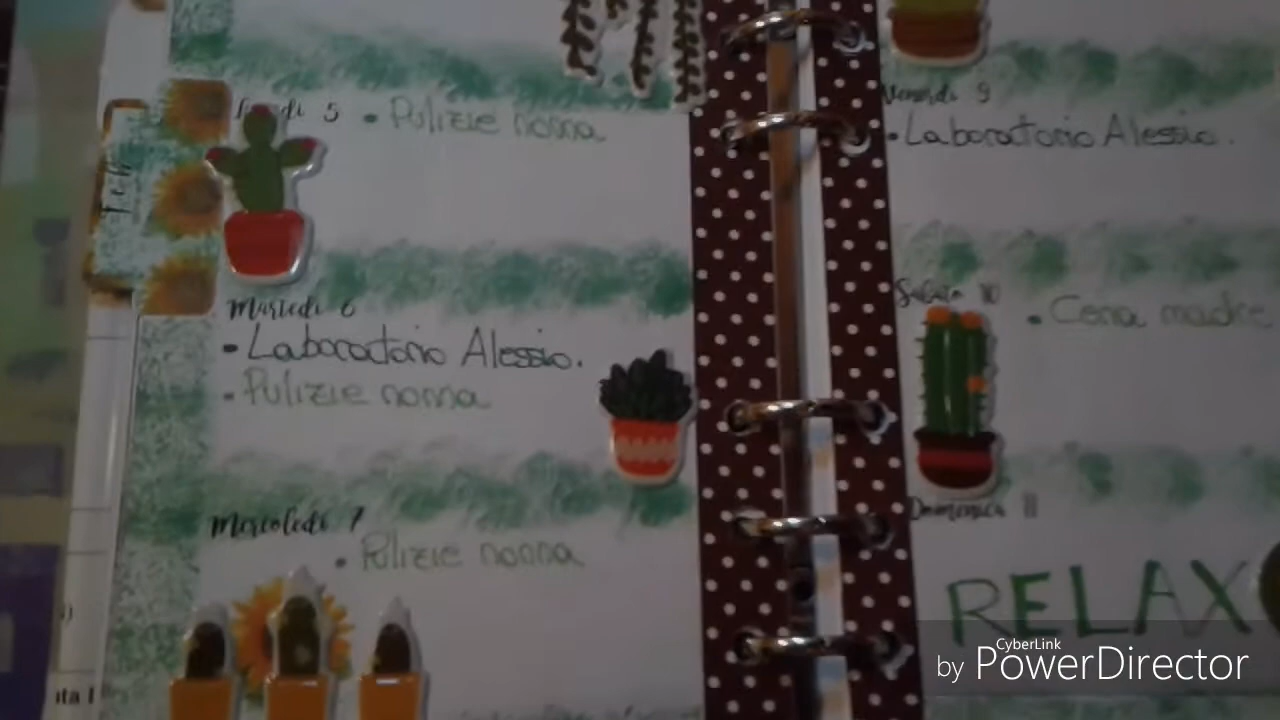 Lunedì 5
• Pulizie nonna
Martedì 6
• Laboratorio Alessio.
• Pulizie nonna
Mercoledì 7
• Pulizie nonna
Venerdì 9
• Laboratorio Alessio.
Sabato 10
• Cena madre
Domenica 11
RELAX
CyberLink
by PowerDirector